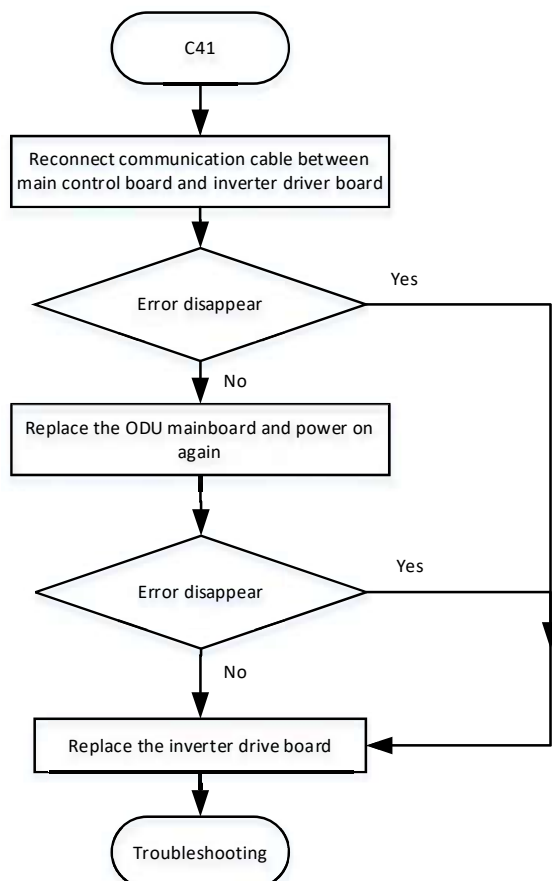 C41
Reconnect communication cable between
main control board and inverter driver board
Error disappear
Yes
No
Replace the ODU mainboard and power on
again
Error disappear
Yes
No
Replace the inverter drive board
Troubleshooting